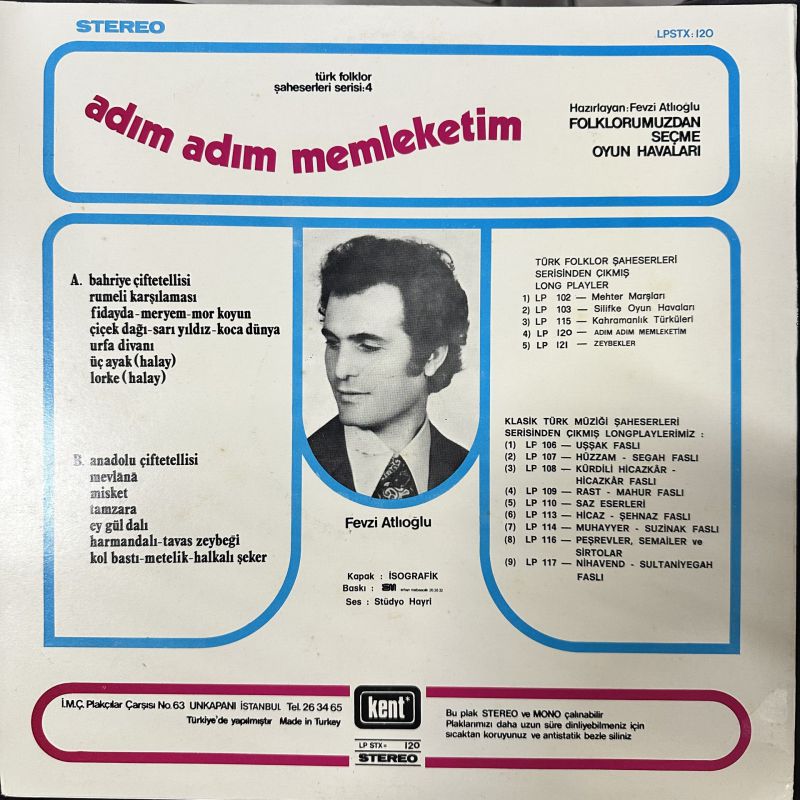 STEREO
LPSTX: 120
türk folklor
şaheserleri serisi:4
adım adım memleketim
Hazırlayan: Fevzi Atlıoğlu
FOLKLORUMUZDAN
SEÇME
OYUN HAVALARI
A. bahriye çiftetellisi
rumeli karşılaması
fidayda-meryem-mor koyun
çiçek dağı-sarı yıldız-koca dünya
urfa divanı
üç ayak (halay)
lorke (halay)
B. anadolu çiftetellisi
mevlânâ
misket
tamzara
ey gül dalı
harmandalı-tavas zeybeği
kol bastı-metelik-halkalı şeker
Fevzi Atlıoğlu
Kapak : İSOGRAFİK
Baskı :
Ses : Stüdyo Hayri
TÜRK FOLKLOR ŞAHESERLERİ
SERİSİNDEN ÇIKMIŞ
LONG PLAYLER
1) LP 102 — Mehter Marşları
2) LP 103 — Silifke Oyun Havaları
3) LP 115 — Kahramanlık Türküleri
4) LP 120 — ADIM ADIM MEMLEKETİM
5) LP 121 — ZEYBEKLER
KLASİK TÜRK MÜZİĞİ ŞAHESERLERİ
SERİSİNDEN ÇIKMIŞ LONGPLAYLERİMİZ :
(1) LP 106 — UŞŞAK FASLI
(2) LP 107 — HÜZZAM - SEGAH FASLI
(3) LP 108 — KÜRDİLİ HİCAZKÂR -
HİCAZKÂR FASLI
(4) LP 109 — RAST - MAHUR FASLI
(5) LP 110 — SAZ ESERLERİ
(6) LP 113 — HİCAZ - ŞEHNAZ FASLI
(7) LP 114 — MUHAYYER - SUZINAK FASLI
(8) LP 116 — PEŞREVLER, SEMAİLER ve
SİRTOLAR
(9) LP 117 — NİHAVEND - SULTANİYEGAH
FASLI
İ.M.Ç. Plakçılar Çarşısı No. 63 UNKAPANI İSTANBUL Tel. 26 34 65
Türkiye'de yapılmıştır Made in Turkey
kent
LP STX- 120
STEREO
Bu plak STEREO ve MONO çalınabilir
Plaklarımızı daha uzun süre dinliyebilmeniz için
sıcaktan koruyunuz ve antistatik bezle siliniz